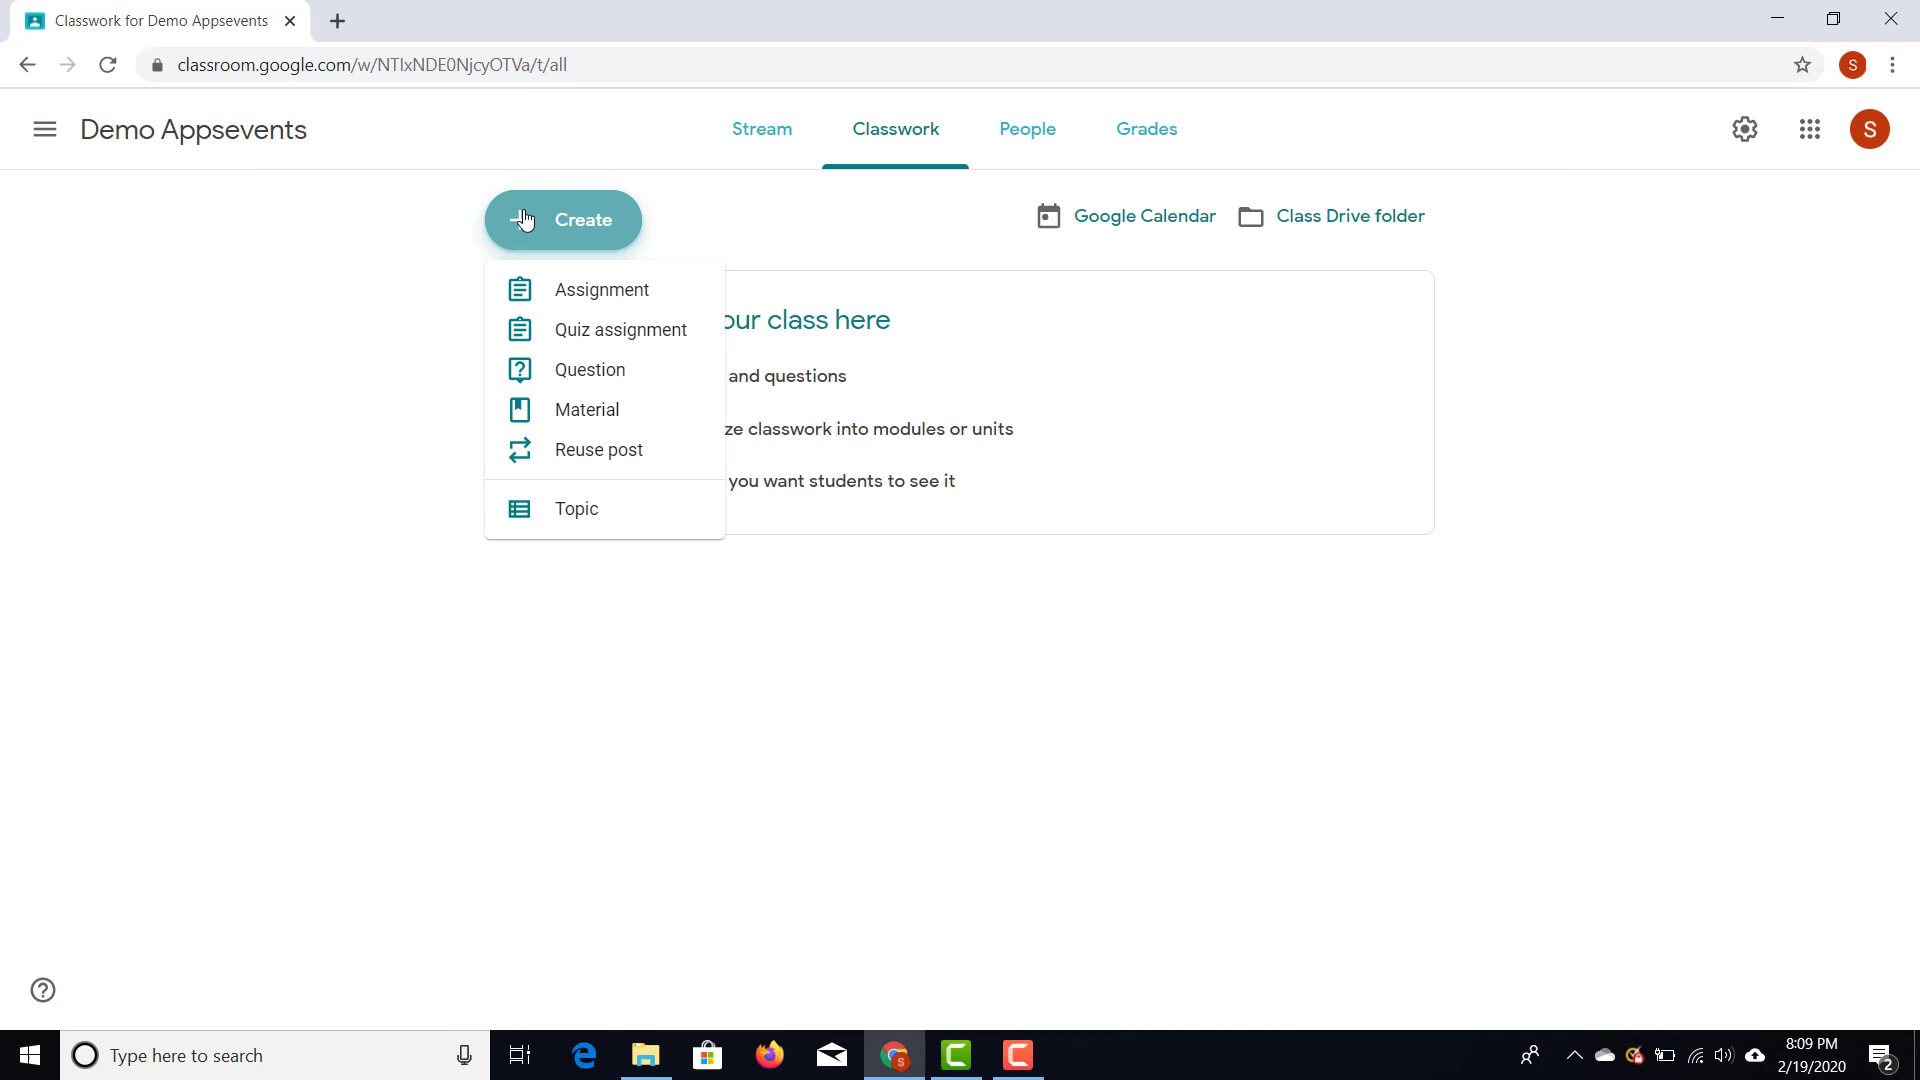 Classwork for Demo Appsevents
classroom.google.com/w/NTIxNDE0NjcyOTVa/t/all
S
Demo Appsevents
Stream
Classwork
People
Grades
S
Create
Google Calendar
Class Drive folder
Assignment
Quiz assignment
Question
Material
Reuse post
Topic
our class here
and questions
ze classwork into modules or units
you want students to see it
Type here to search
S
8:09 PM
2/19/2020
2